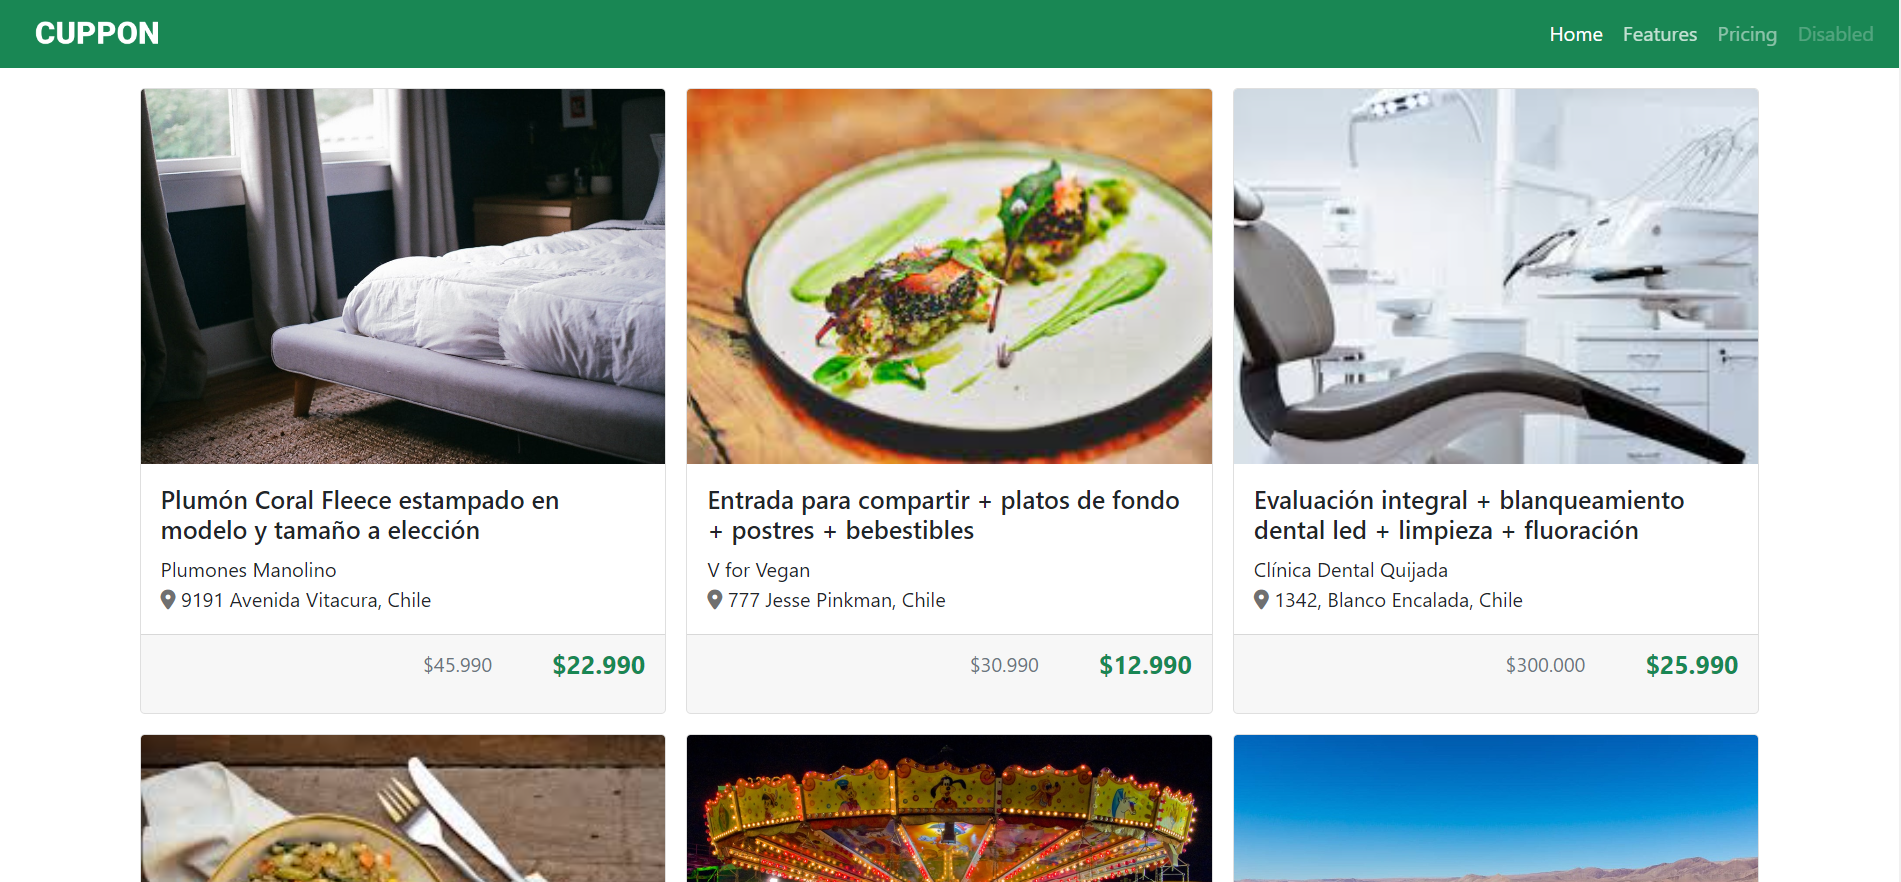 CUPPON
Home Features Pricing Disabled
Plumón Coral Fleece estampado en
modelo y tamaño a elección
Plumones Manolino
9191 Avenida Vitacura, Chile
$45.990 $22.990
Entrada para compartir + platos de fondo
+ postres + bebestibles
V for Vegan
777 Jesse Pinkman, Chile
$30.990 $12.990
Evaluación integral + blanqueamiento
dental led + limpieza + fluoración
Clínica Dental Quijada
1342, Blanco Encalada, Chile
$300.000 $25.990